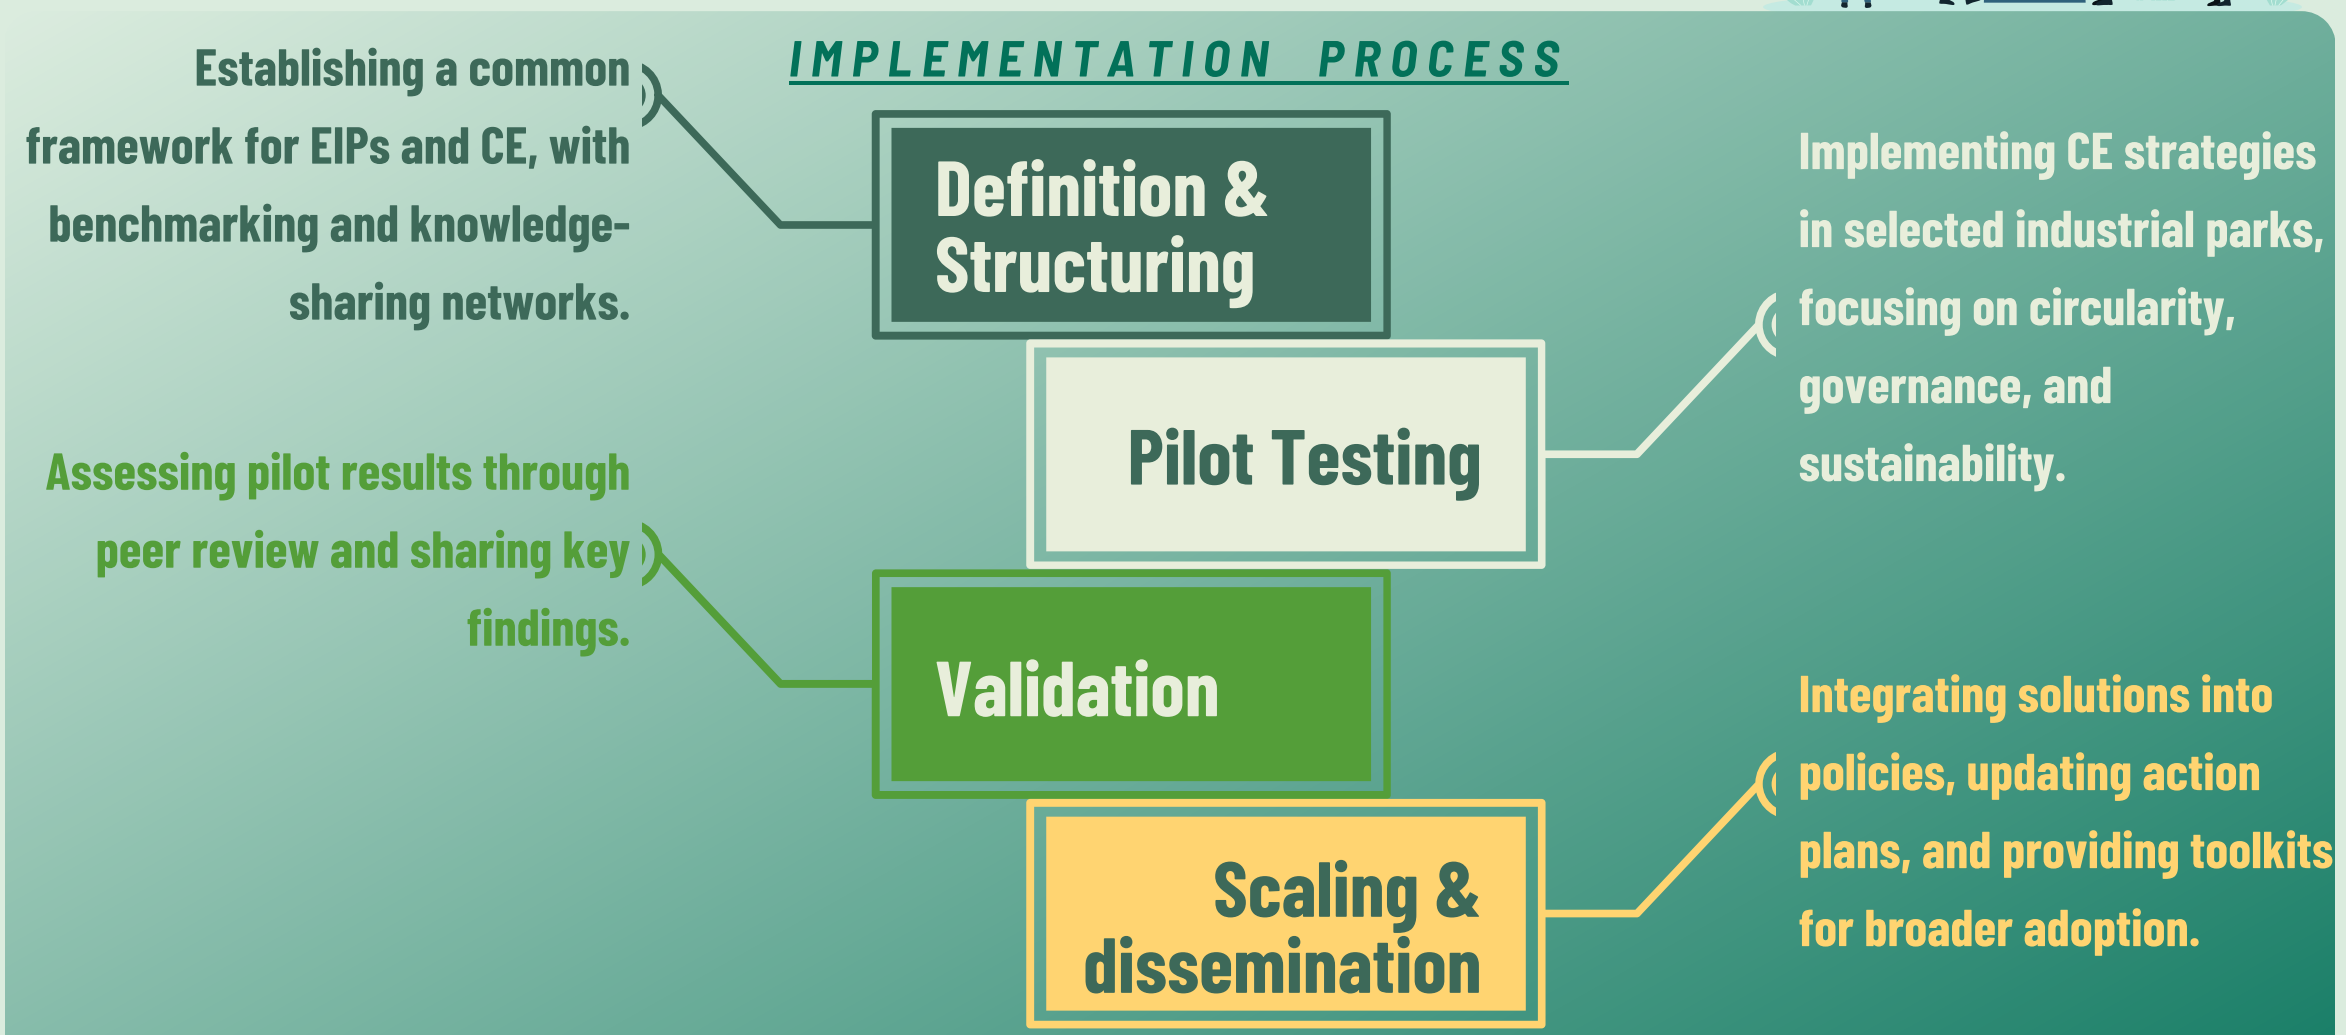 IMPLEMENTATION PROCESS
Establishing a common
framework for EIPs and CE, with
benchmarking and knowledge-
sharing networks.
Definition &
Structuring
Implementing CE strategies
in selected industrial parks,
focusing on circularity,
governance, and
sustainability.
Pilot Testing
Assessing pilot results through
peer review and sharing key
findings.
Validation
Integrating solutions into
policies, updating action
plans, and providing toolkits
for broader adoption.
Scaling &
dissemination